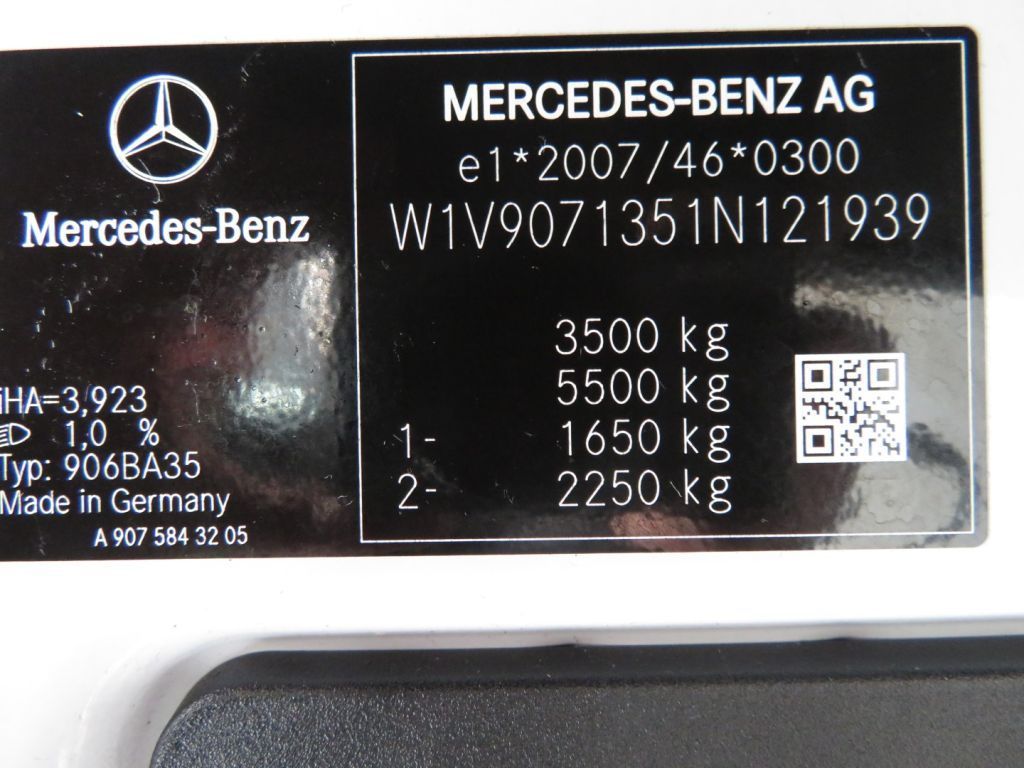 Mercedes-Benz
iHA=3,923
1,0 %
Typ: 906BA35
Made in Germany
A 907 584 32 05
MERCEDES-BENZ AG
e1*2007/46*0300
W1V9071351N121939
3500 kg
5500 kg
1- 1650 kg
2- 2250 kg